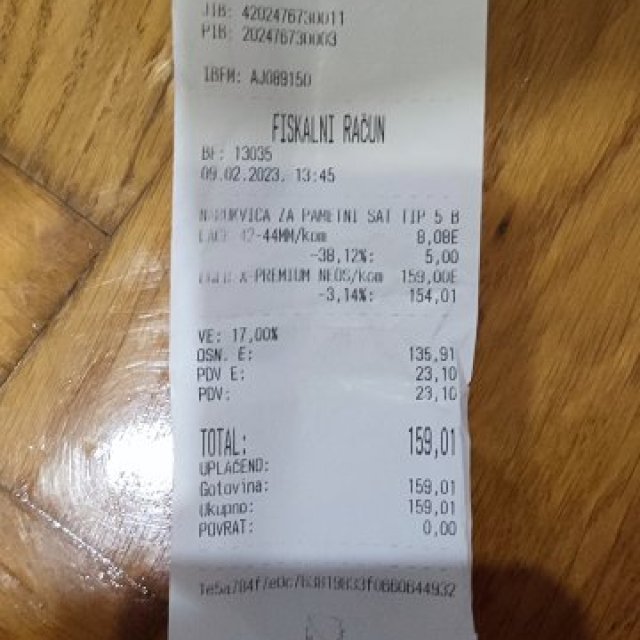 JIB: 4202476730011
PIB: 202476730003
IBFM: AJ089150
FISKALNI RAČUN
BF: 13035
09.02.2023. 13:45
NARUKVICA ZA PAMETNI SAT TIP 5 B
42-44MM/kom 8,08E
-38,12%: 5,00
X-PREMIUM NEOS/kom 159,00E
-3,14%: 154,01
VE: 17,00%
OSN. E: 135,91
PDV E: 23,10
PDV: 23,10
TOTAL: 159,01
UPLAĆENO:
Gotovina: 159,01
Ukupno: 159,01
POVRAT: 0,00